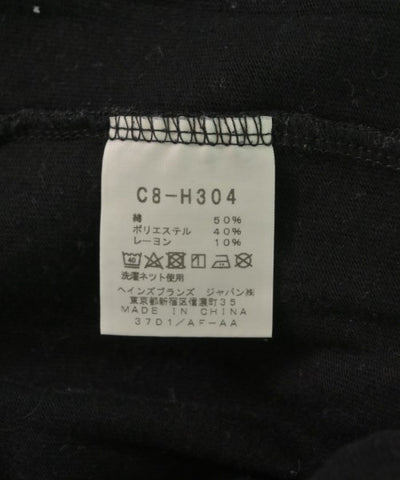 C8-H304
綿 50%
ポリエステル 40%
レーヨン 10%
40
洗濯ネット使用
ヘインズブランズ ジャパン㈱
東京都新宿区信濃町35
MADE IN CHINA
37D1/AF-AA